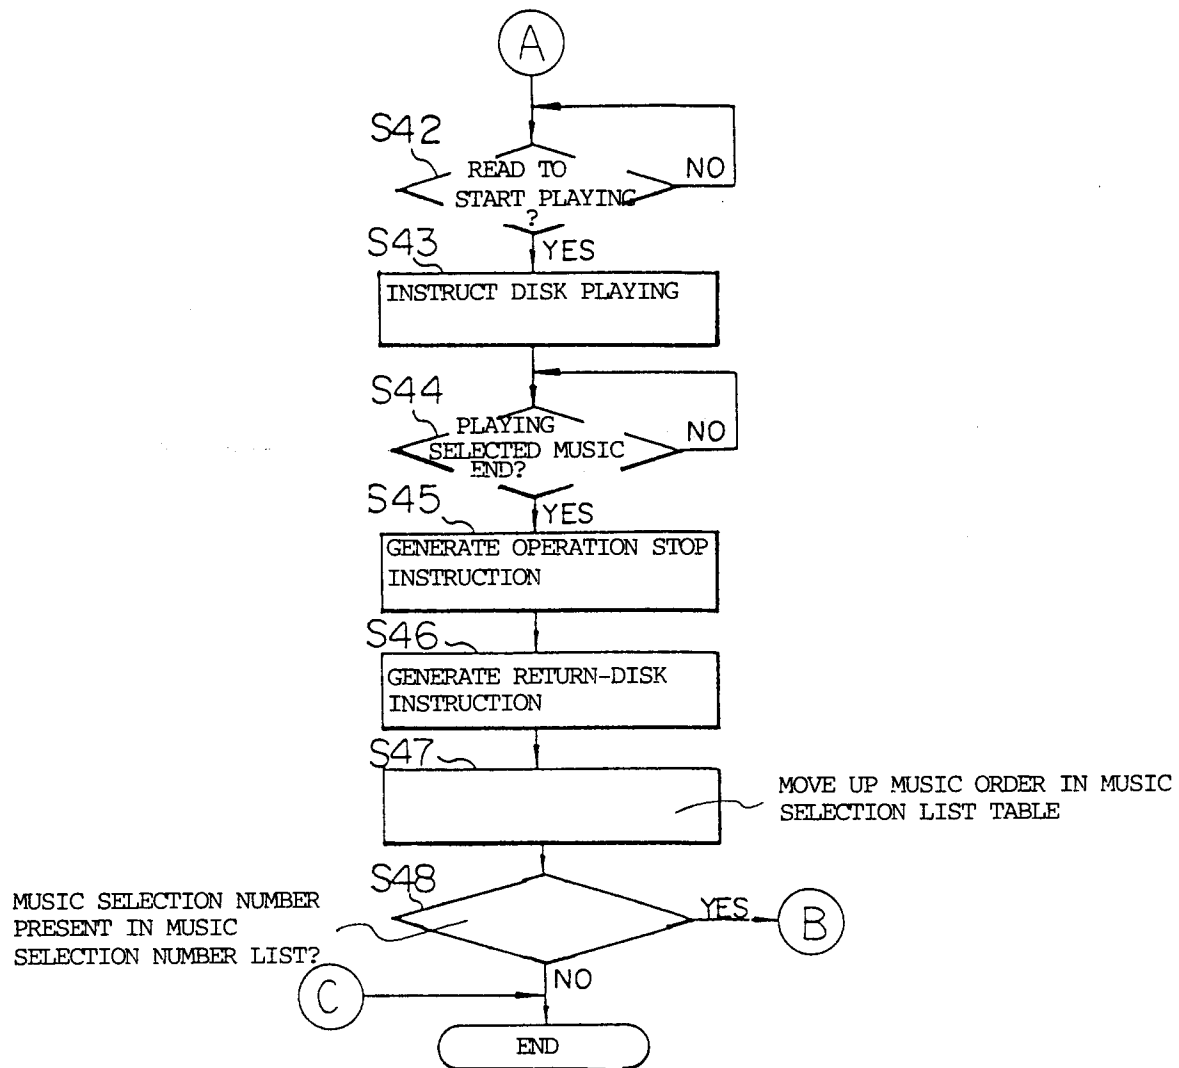 A
S42
READ TO
START PLAYING
?
NO
YES
S43
INSTRUCT DISK PLAYING
S44
PLAYING
SELECTED MUSIC
END?
NO
YES
S45
GENERATE OPERATION STOP
INSTRUCTION
S46
GENERATE RETURN-DISK
INSTRUCTION
S47
MOVE UP MUSIC ORDER IN MUSIC
SELECTION LIST TABLE
S48
MUSIC SELECTION NUMBER
PRESENT IN MUSIC
SELECTION NUMBER LIST?
YES
B
NO
C
END